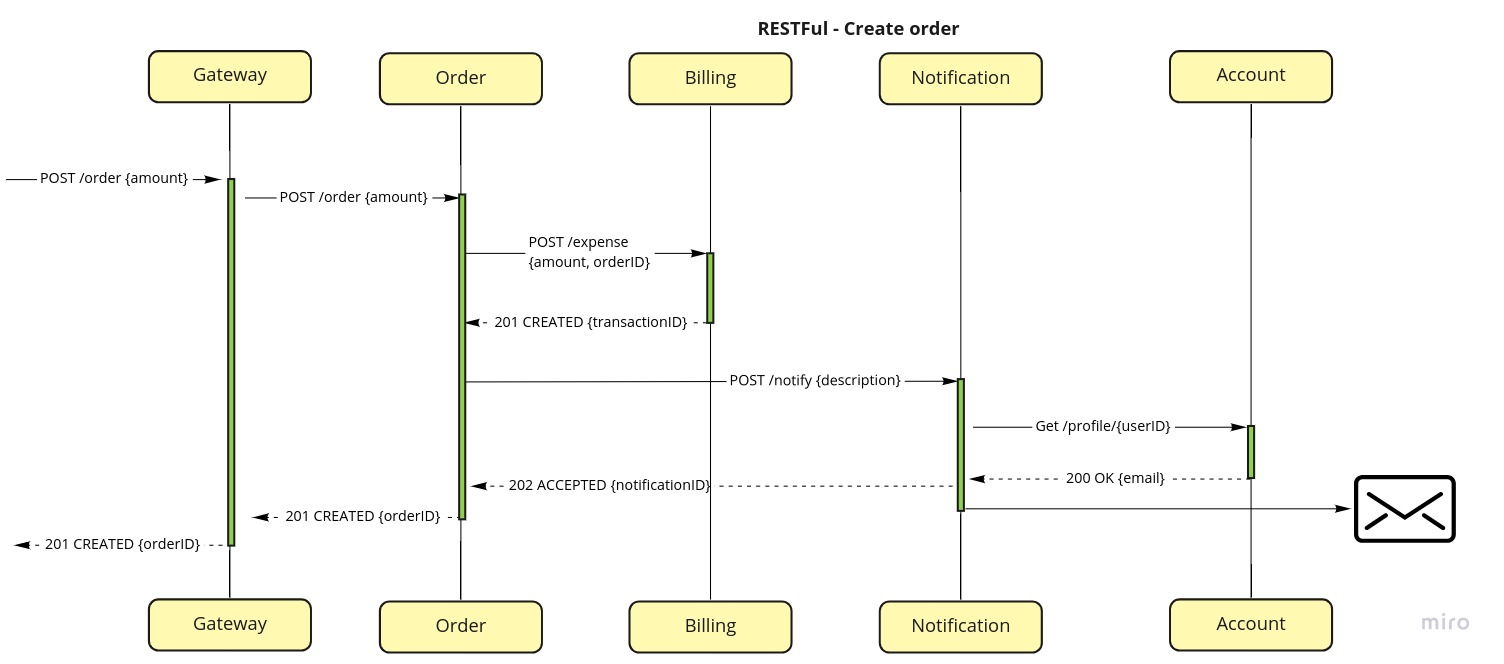 RESTFul - Create order
Gateway
Order
Billing
Notification
Account
POST /order {amount}
POST /order {amount}
POST /expense
{amount, orderID}
201 CREATED {transactionID}
POST /notify {description}
Get /profile/{userID}
200 OK {email}
202 ACCEPTED {notificationID}
201 CREATED {orderID}
201 CREATED {orderID}
Gateway
Order
Billing
Notification
Account
miro